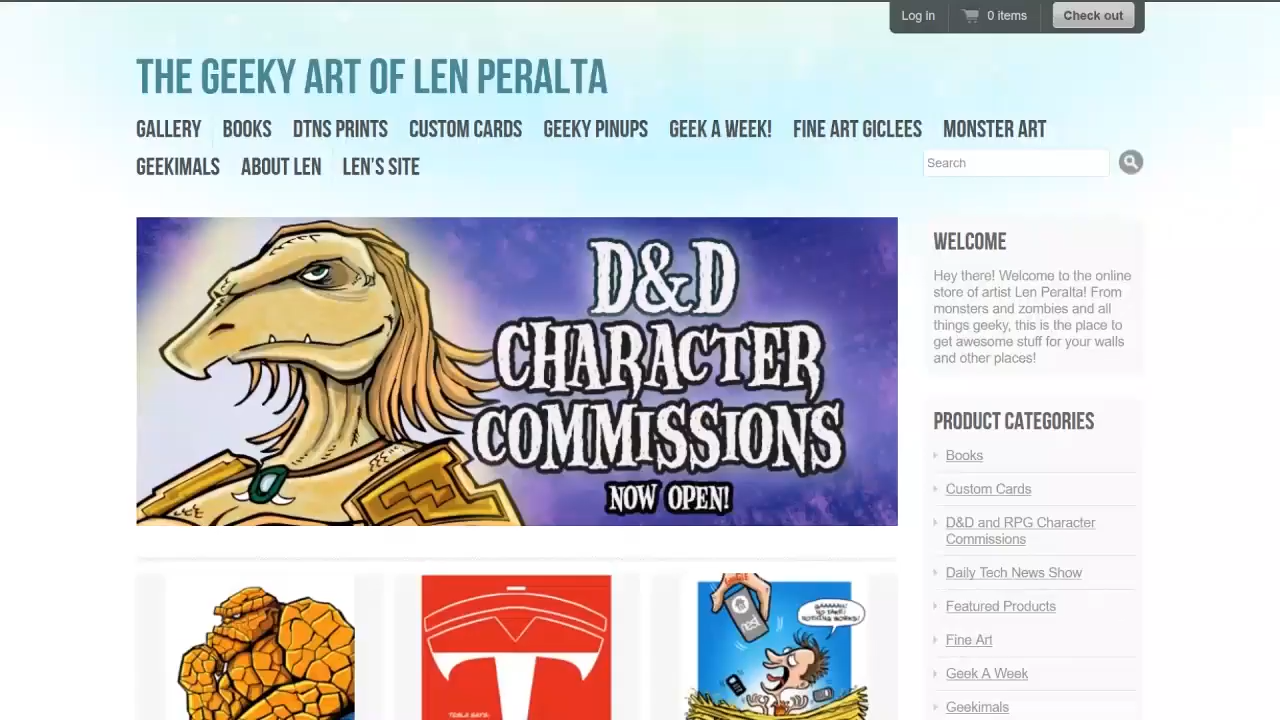 Log in
0 items
Check out
THE GEEKY ART OF LEN PERALTA
GALLERY BOOKS DTNS PRINTS CUSTOM CARDS GEEKY PINUPS GEEK A WEEK! FINE ART GICLEES MONSTER ART
GEEKIMALS ABOUT LEN LEN'S SITE
Search
D&D
CHARACTER
COMMISSIONS
NOW OPEN!
WELCOME
Hey there! Welcome to the online
store of artist Len Peralta! From
monsters and zombies and all
things geeky, this is the place to
get awesome stuff for your walls
and other places!
PRODUCT CATEGORIES
Books
Custom Cards
D&D and RPG Character
Commissions
Daily Tech News Show
Featured Products
Fine Art
Geek A Week
Geekimals
nest